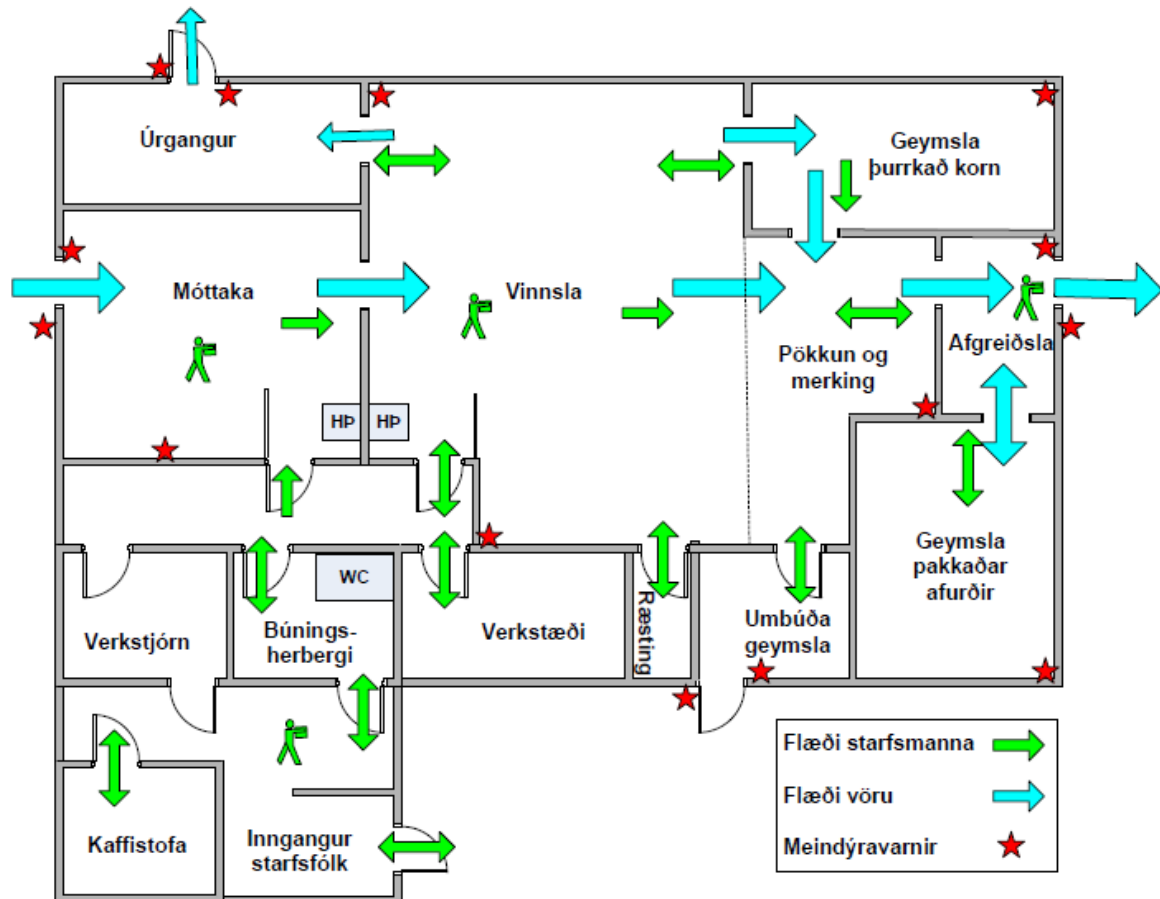 Úrgangur
Geymsla
þurrkað korn
Móttaka
Vinnsla
Pökkun og
merking
Afgreiðsla
HÞ
HÞ
Geymsla
pakkaðar
afurðir
WC
Verkstjórn
Búnings-
herbergi
Verkstæði
Ræsting
Umbúða
geymsla
Kaffistofa
Inngangur
starfsfólk
Flæði starfsmanna
Flæði vöru
Meindýravarnir